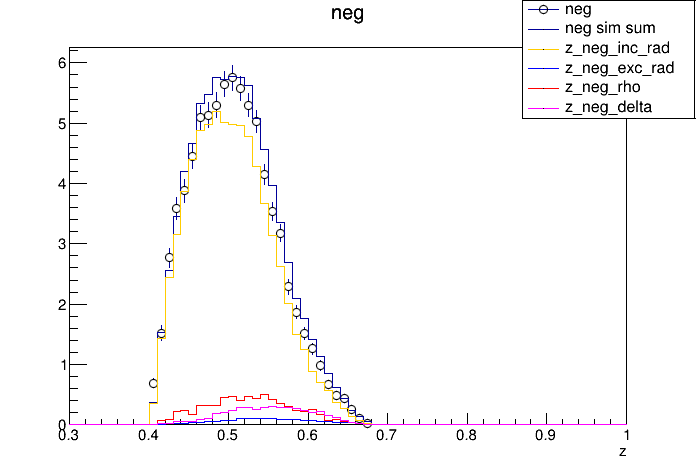 neg
neg
neg sim sum
z_neg_inc_rad
z_neg_exc_rad
z_neg_rho
z_neg_delta
6
5
4
3
2
1
0
0.3 0.4 0.5 0.6 0.7 0.8 0.9 1
z